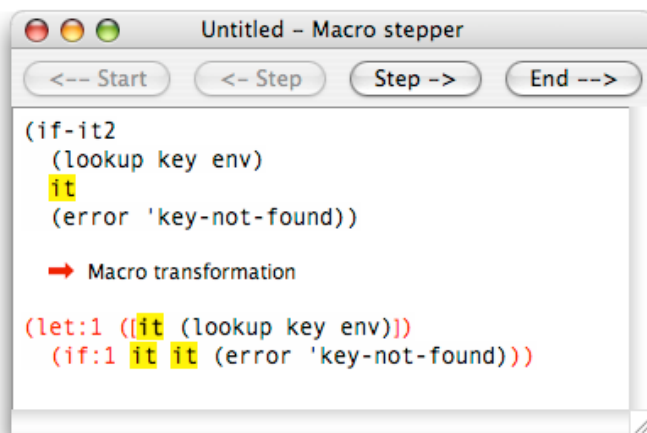 Untitled – Macro stepper
<-- Start <- Step Step -> End -->
(if-it2
(lookup key env)
it
(error 'key-not-found))
Macro transformation
(let:1 ([it (lookup key env)])
(if:1 it it (error 'key-not-found)))